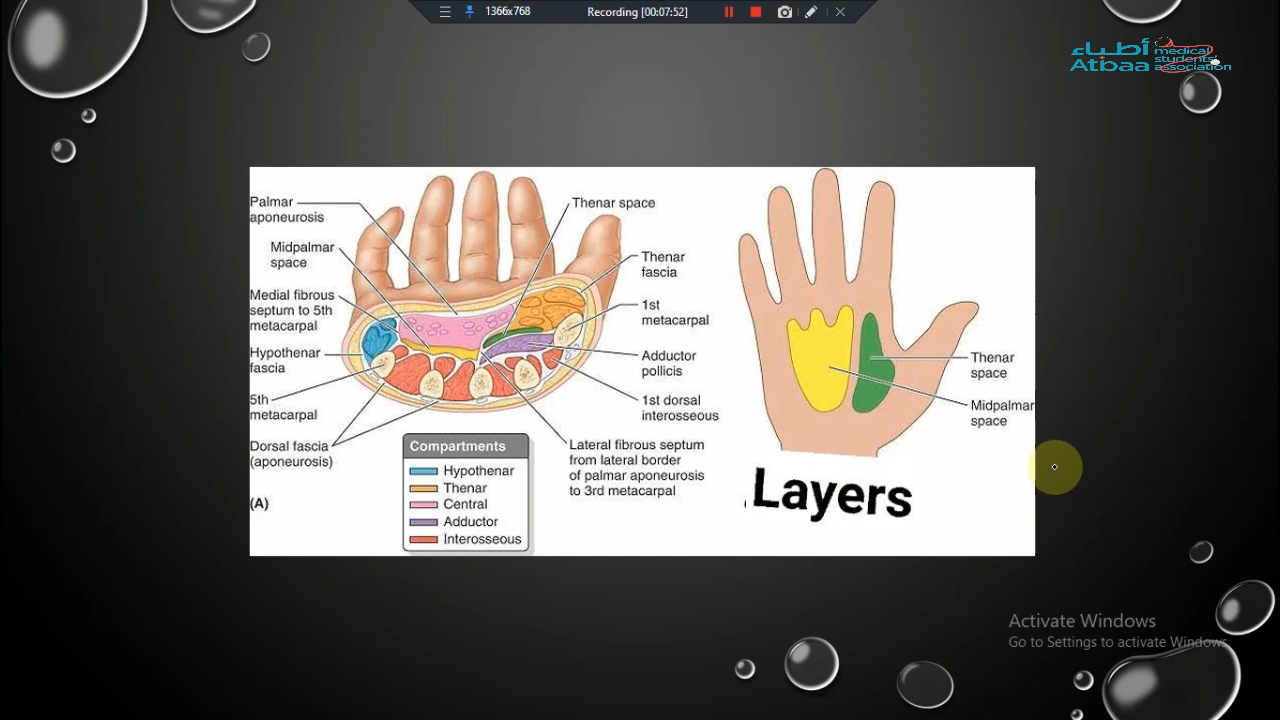 1366x768
Recording [00:07:52]
أطباء
Atibaa
medical
students'
association
Palmar
aponeurosis
Midpalmar
space
Medial fibrous
septum to 5th
metacarpal
Hypothenar
fascia
5th
metacarpal
Dorsal fascia
(aponeurosis)
(A)
Thenar space
Thenar
fascia
1st
metacarpal
Adductor
pollicis
1st dorsal
interosseous
Lateral fibrous septum
from lateral border
of palmar aponeurosis
to 3rd metacarpal
Compartments
Hypothenar
Thenar
Central
Adductor
Interosseous
Thenar
space
Midpalmar
space
Layers
Activate Windows
Go to Settings to activate Windows.